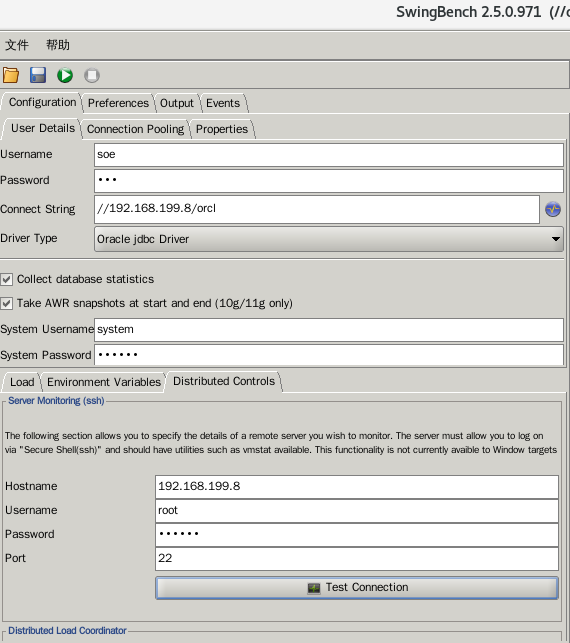 SwingBench 2.5.0.971 (//c
文件 帮助
Configuration Preferences Output Events
User Details Connection Pooling Properties
Username soe
Password •••
Connect String //192.168.199.8/orcl
Driver Type Oracle jdbc Driver
Collect database statistics
Take AWR snapshots at start and end (10g/11g only)
System Username system
System Password ••••••
Load Environment Variables Distributed Controls
Server Monitoring (ssh)
The following section allows you to specify the details of a remote server you wish to monitor. The server must allow you to log on
via "Secure Shell(ssh)" and should have utilities such as vmstat available. This functionality is not currently avaible to Window targets
Hostname 192.168.199.8
Username root
Password ••••••
Port 22
Test Connection
Distributed Load Coordinator